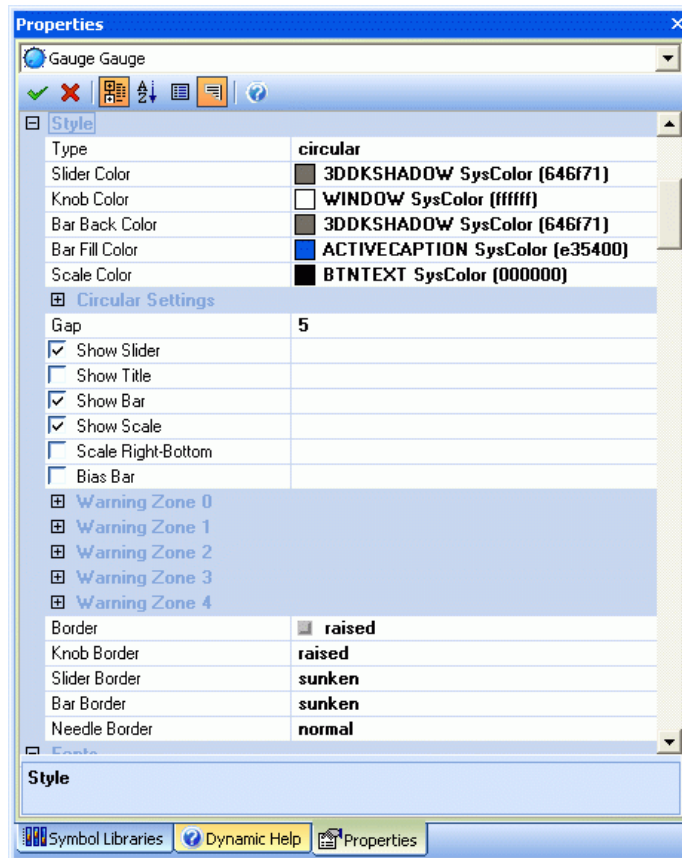 Properties
Gauge Gauge
Style
Type circular
Slider Color 3DDKSHADOW SysColor (646f71)
Knob Color WINDOW SysColor (ffffff)
Bar Back Color 3DDKSHADOW SysColor (646f71)
Bar Fill Color ACTIVECAPTION SysColor (e35400)
Scale Color BTNTEXT SysColor (000000)
Circular Settings
Gap 5
Show Slider
Show Title
Show Bar
Show Scale
Scale Right-Bottom
Bias Bar
Warning Zone 0
Warning Zone 1
Warning Zone 2
Warning Zone 3
Warning Zone 4
Border raised
Knob Border raised
Slider Border sunken
Bar Border sunken
Needle Border normal
Fonts
Style
Symbol Libraries Dynamic Help Properties